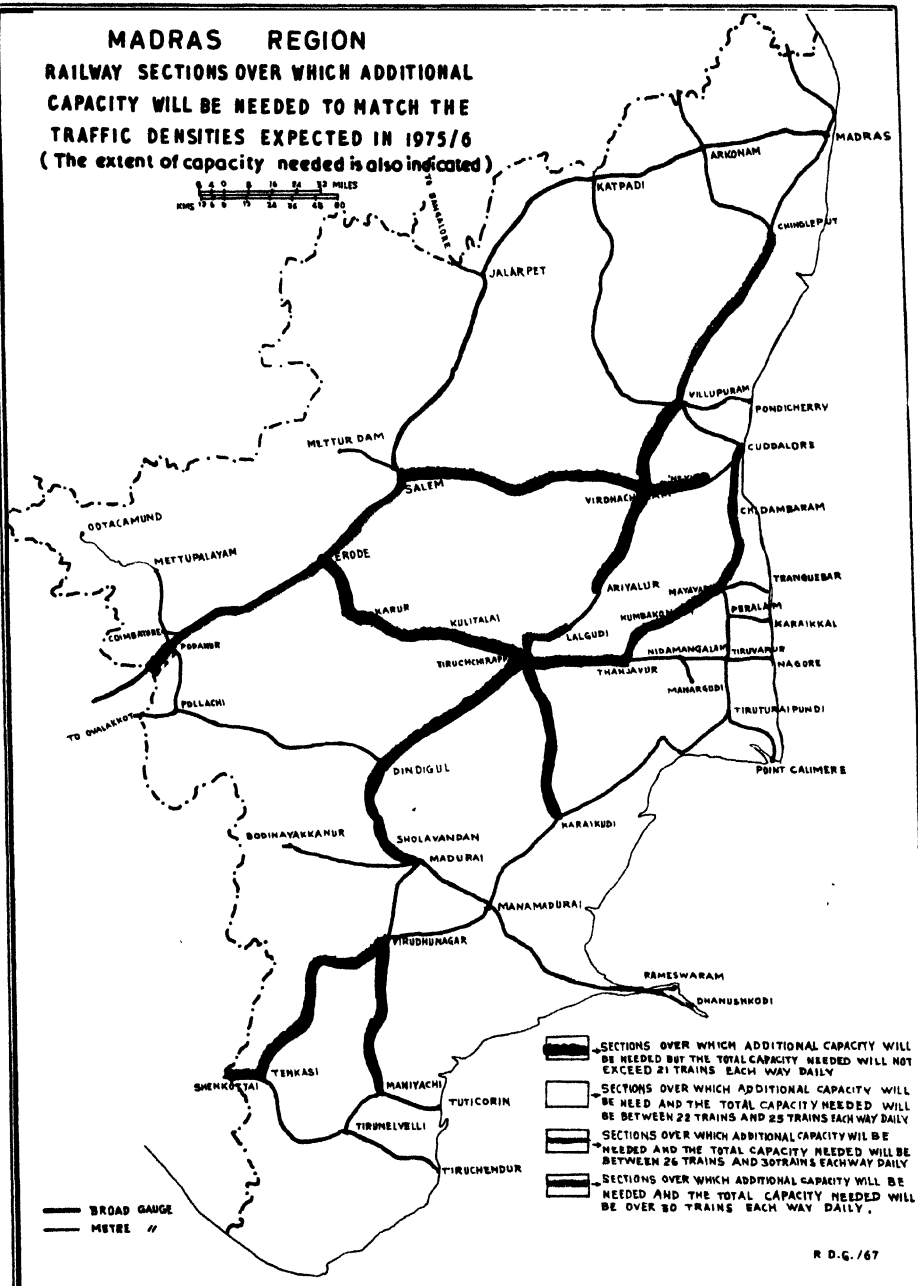 MADRAS REGION
RAILWAY SECTIONS OVER WHICH ADDITIONAL
CAPACITY WILL BE NEEDED TO MATCH THE
TRAFFIC DENSITIES EXPECTED IN 1975/6
( The extent of capacity needed is also indicated )
8 4 0 8 16 24 32 MILES
KMS
TO BANGALORE
MADRAS
ARKONAM
KATPADI
CHINGLEPUT
JALARPET
VILLUPURAM
PONDICHERRY
METTUR DAM
CUDDALORE
SALEM
OOTACAMUND
CHIDAMBARAM
METTUPALAYAM
ERODE
ARIYALUR
TRANQUEBAR
KARUR
PERALAM
KULITALAI
LALGUDI
KARAIKKAL
COIMBATORE
PODANUR
NIDAMANGALAM
TIRUVARUR
THANJAVUR
NAGORE
MANARGUDI
POLLACHI
TO OVALAKKOT
TIRUTURAIPUNDI
DINDIGUL
POINT CALIMERE
KARAIKUDI
BODINAYAKKANUR
SHOLAVANDAN
MADURAI
MANAMADURAI
VIRUDHUNAGAR
RAMESWARAM
DHANUSHKODI
TENKASI
SHENKOTTAI
MANIYACHI
TUTICORIN
TIRUNELVELLI
TIRUCHENDUR
SECTIONS OVER WHICH ADDITIONAL CAPACITY WILL
BE NEEDED BUT THE TOTAL CAPACITY NEEDED WILL NOT
EXCEED 21 TRAINS EACH WAY DAILY
SECTIONS OVER WHICH ADDITIONAL CAPACITY WILL
BE NEED AND THE TOTAL CAPACITY NEEDED WILL
BE BETWEEN 22 TRAINS AND 25 TRAINS EACH WAY DAILY
SECTIONS OVER WHICH ADDITIONAL CAPACITY WIL BE
NEEDED AND THE TOTAL CAPACITY NEEDED WILL BE
BETWEEN 26 TRAINS AND 30 TRAINS EACH WAY DAILY
SECTIONS OVER WHICH ADDITIONAL CAPACITY WILL BE
NEEDED AND THE TOTAL CAPACITY NEEDED WILL
BE OVER 30 TRAINS EACH WAY DAILY.
BROAD GAUGE
METRE "
R D.G./67